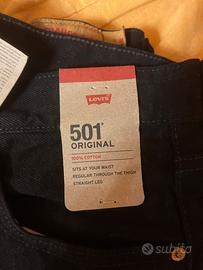 Levi's
501®
ORIGINAL
100% COTTON
SITS AT YOUR WAIST
REGULAR THROUGH THE THIGH
STRAIGHT LEG
subito